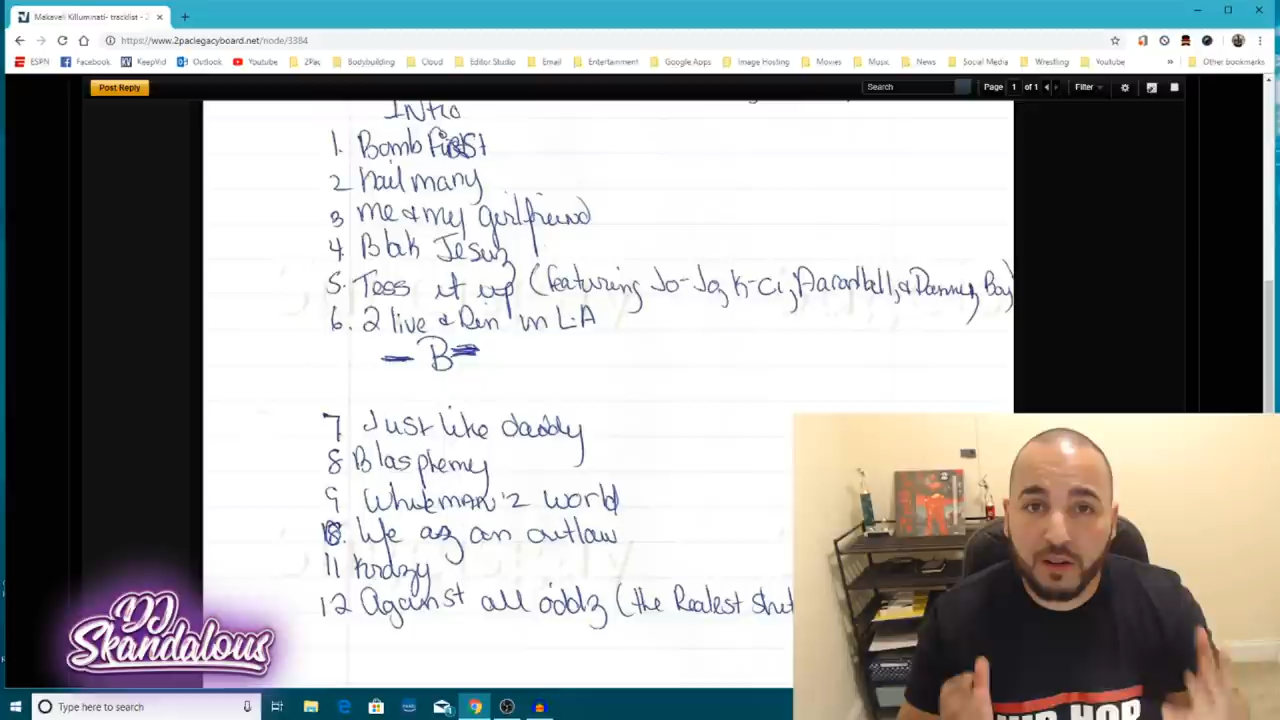 Makaveli Killuminati- tracklist - 2
https://www.2paclegacyboard.net/node/3384
ESPN Facebook KeepVid Outlook Youtube 2Pac Bodybuilding Cloud Editor.Studio Email Entertainment Google.Apps Image.Hosting Movies Music News Social Media Wrestling Youtube » Other bookmarks
Post Reply Search Page 1 of 1 Filter
Intro
1. Bomb first
2 hail mary
3 me & my girlfriend
4. Blak Jesuz
5. Toss it up (featuring Jo-Jo, K-Ci, Aaronhall, & Danny Boy)
6. 2 live & Die in L.A
- B -
7 Just like daddy
8 Blasphemy
9 Whiteman'z world
10. life az an outlaw
11 Krazy
12 Against all oddz (the Realest shit
DJ
Skandalous
HIP HOP
Type here to search